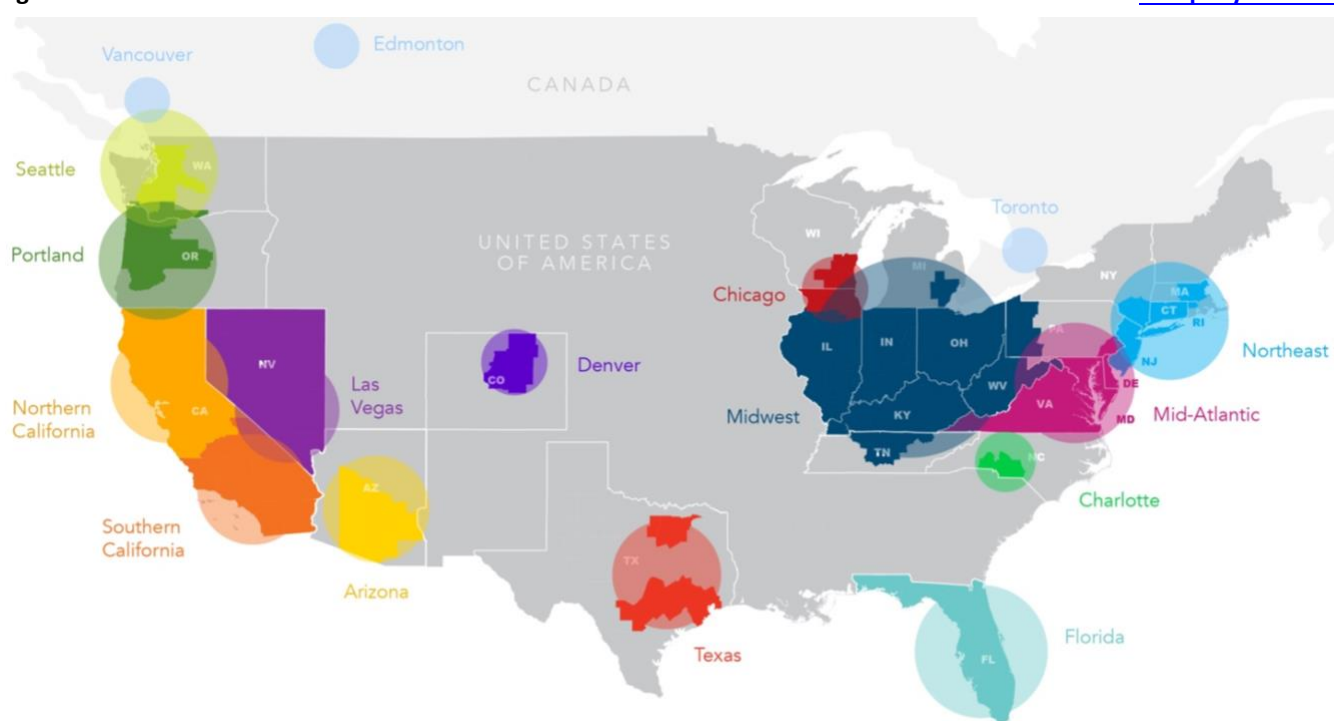 Vancouver
Edmonton
CANADA
Seattle
WA
Toronto
Portland
OR
UNITED STATES
OF AMERICA
WI
MI
NY
MA
CT
RI
Chicago
PA
NJ
Northeast
NV
CO
Denver
IL
IN
OH
WV
DE
Las
Vegas
Northern
California
CA
Midwest
KY
VA
MD
Mid-Atlantic
TN
NC
AZ
Charlotte
Southern
California
TX
Arizona
Texas
Florida
FL